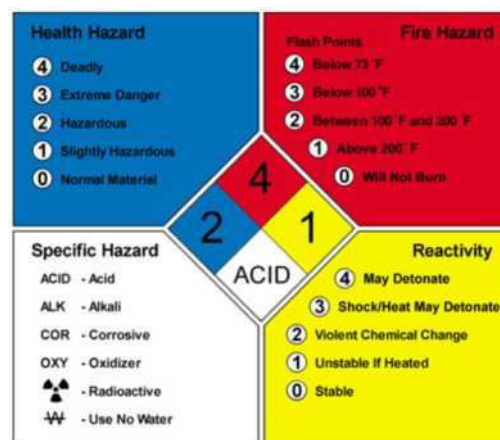 Health Hazard
4 Deadly
3 Extreme Danger
2 Hazardous
1 Slightly Hazardous
0 Normal Material
Fire Hazard
Flash Points
4 Below 73 °F
3 Below 100 °F
2 Between 100 °F and 200 °F
1 Above 200 °F
0 Will Not Burn
4
2
1
ACID
Specific Hazard
ACID - Acid
ALK - Alkali
COR - Corrosive
OXY - Oxidizer
- Radioactive
W - Use No Water
Reactivity
4 May Detonate
3 Shock/Heat May Detonate
2 Violent Chemical Change
1 Unstable If Heated
0 Stable